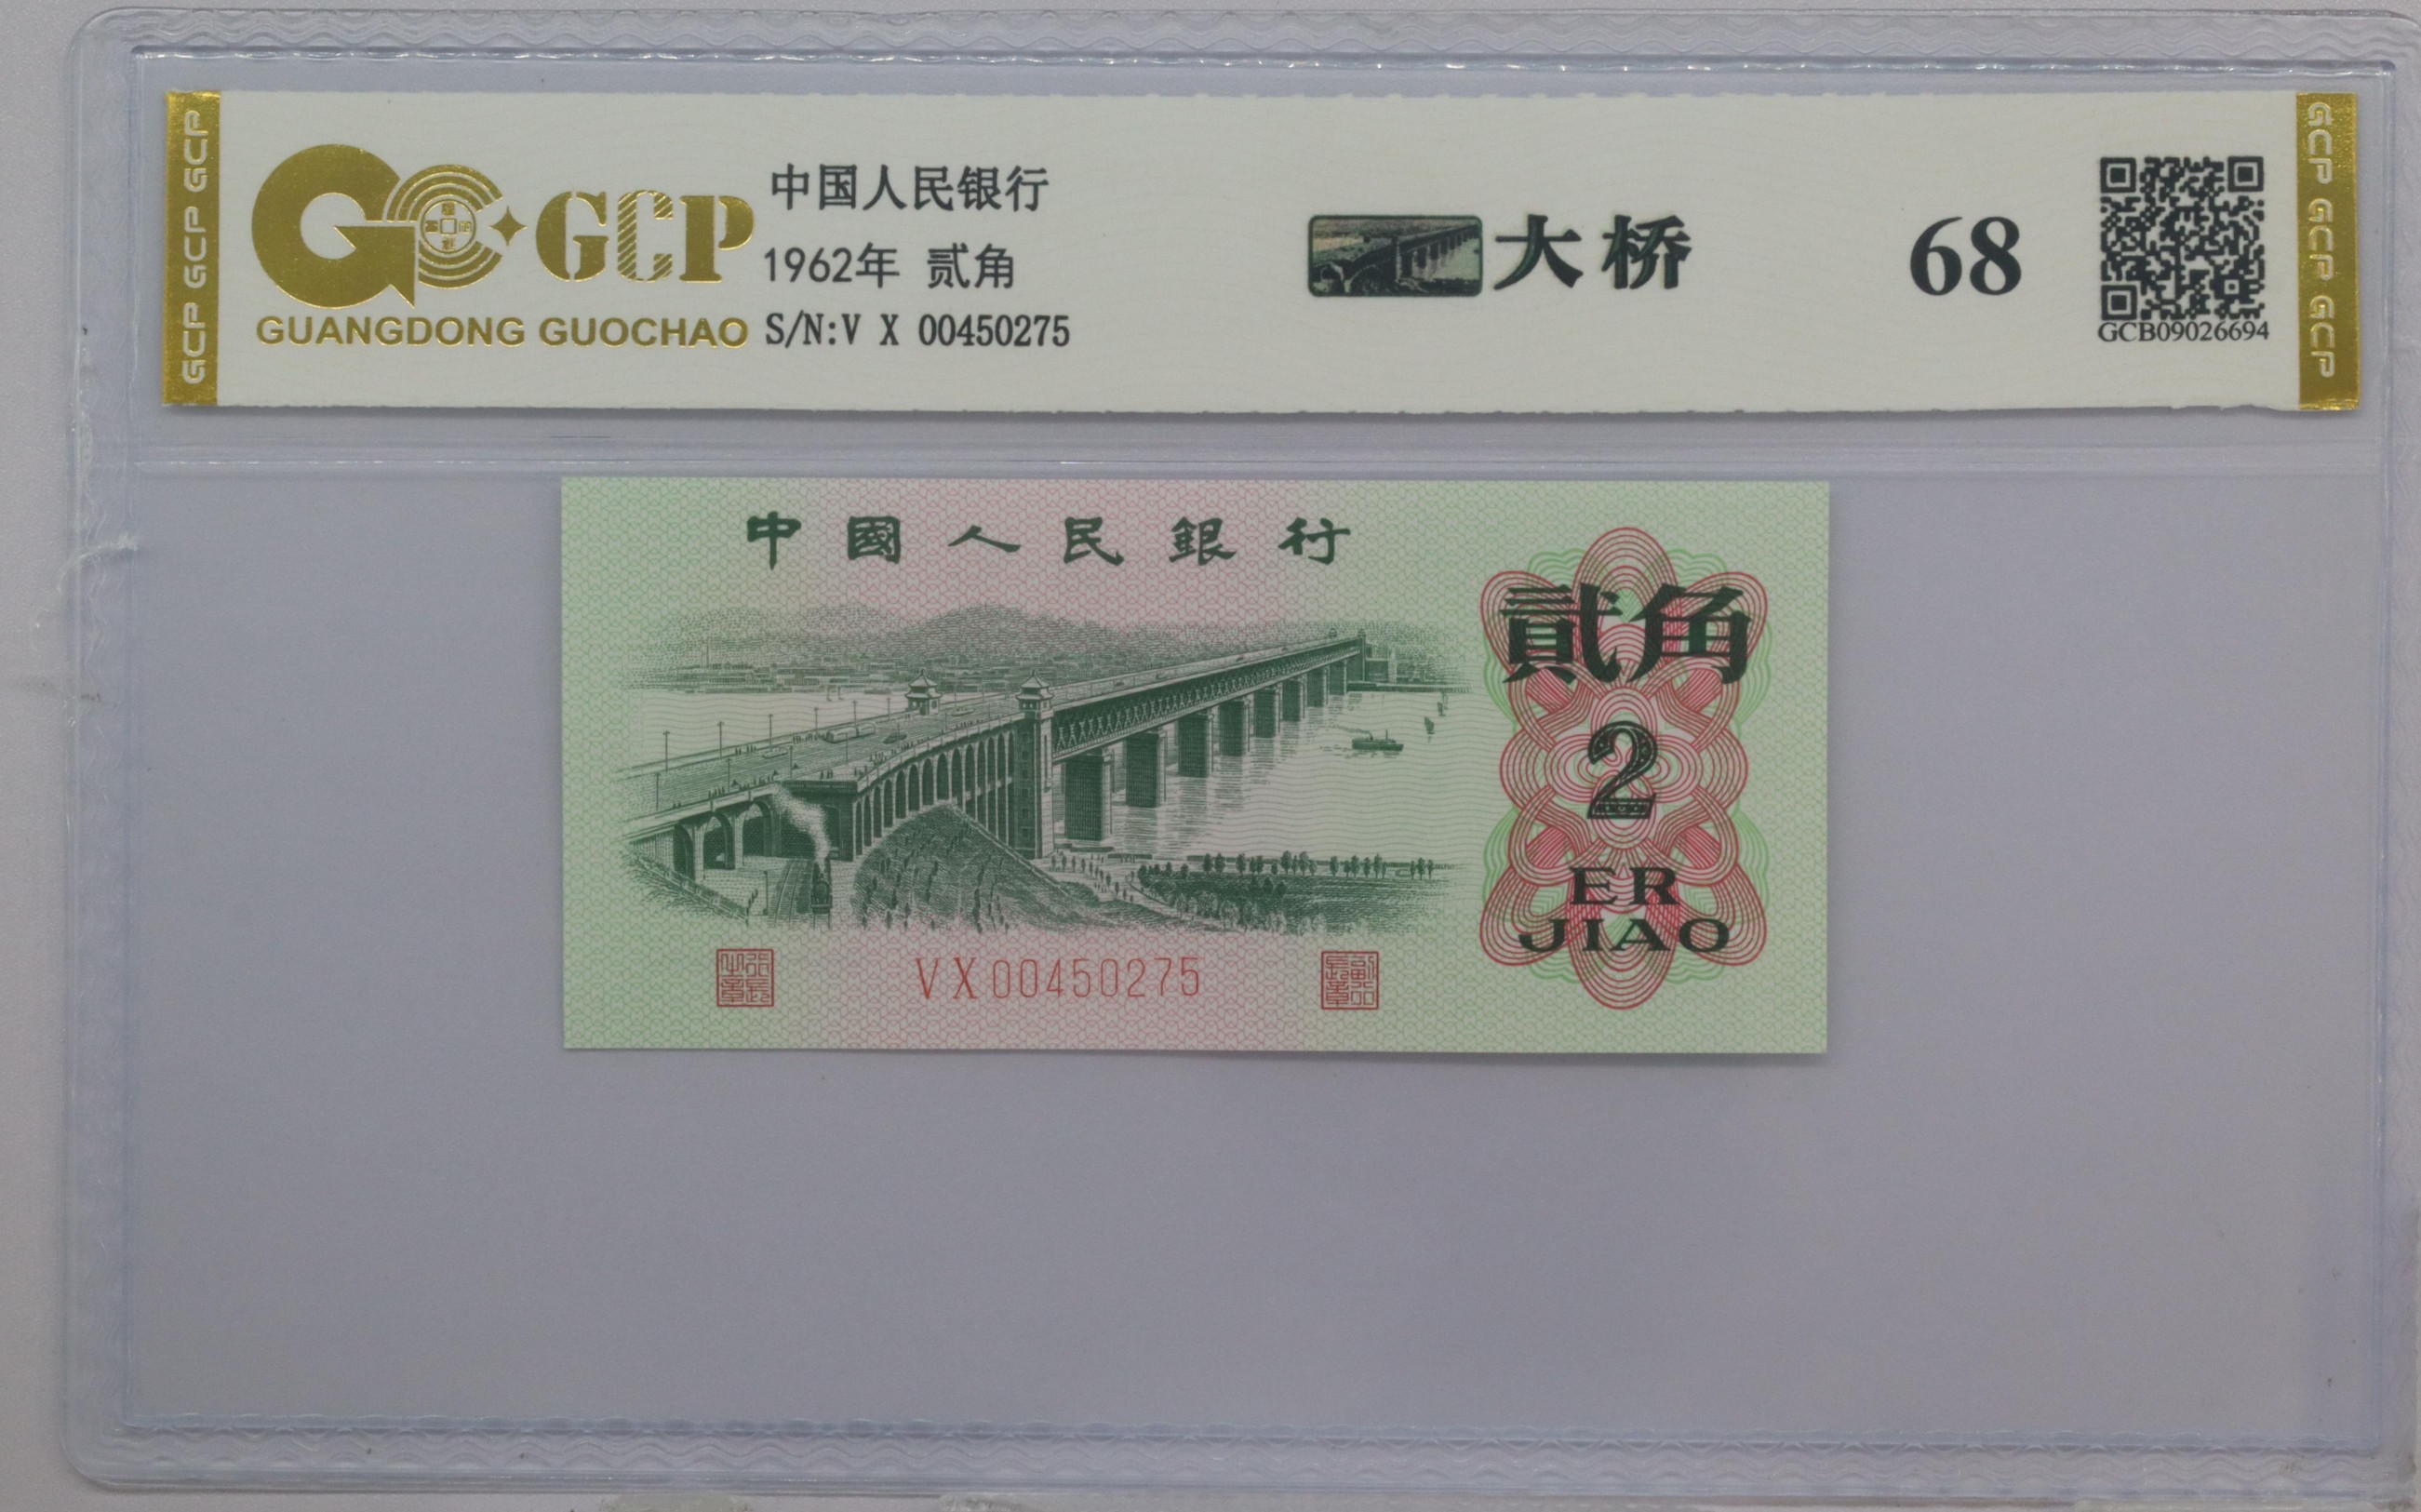 GCP GCP GCP
GCP
GUANGDONG GUOCHAO
中国人民银行
1962年 贰角
S/N:V X 00450275
大桥
68
GCB09026694
GCP GCP GCP
中國人民銀行
貳角
2
ER
JIAO
VX00450275